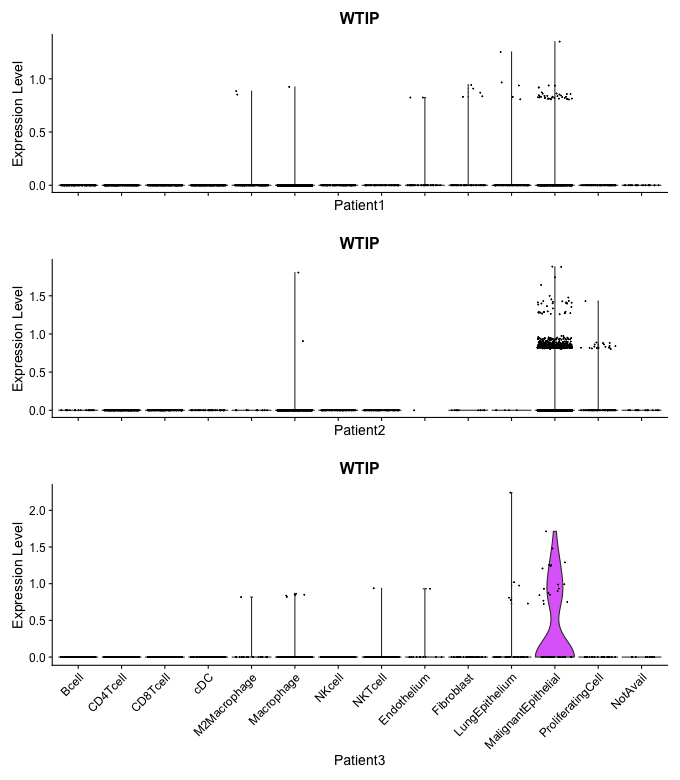 WTIP
Expression Level
1.0
0.5
0.0
Patient1
WTIP
Expression Level
1.5
1.0
0.5
0.0
Patient2
WTIP
Expression Level
2.0
1.5
1.0
0.5
0.0
Bcell
CD4Tcell
CD8Tcell
cDC
M2Macrophage
Macrophage
NKcell
NKTcell
Endothelium
Fibroblast
LungEpithelium
MalignantEpithelial
ProliferatingCell
NotAvail
Patient3